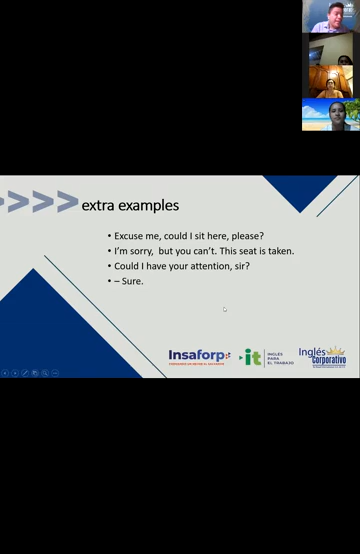 extra examples
• Excuse me, could I sit here, please?
• I'm sorry, but you can't. This seat is taken.
• Could I have your attention, sir?
• – Sure.
Insaforp
it
INGLÉS
PARA
EL TRABAJO
Inglés
Corporativo